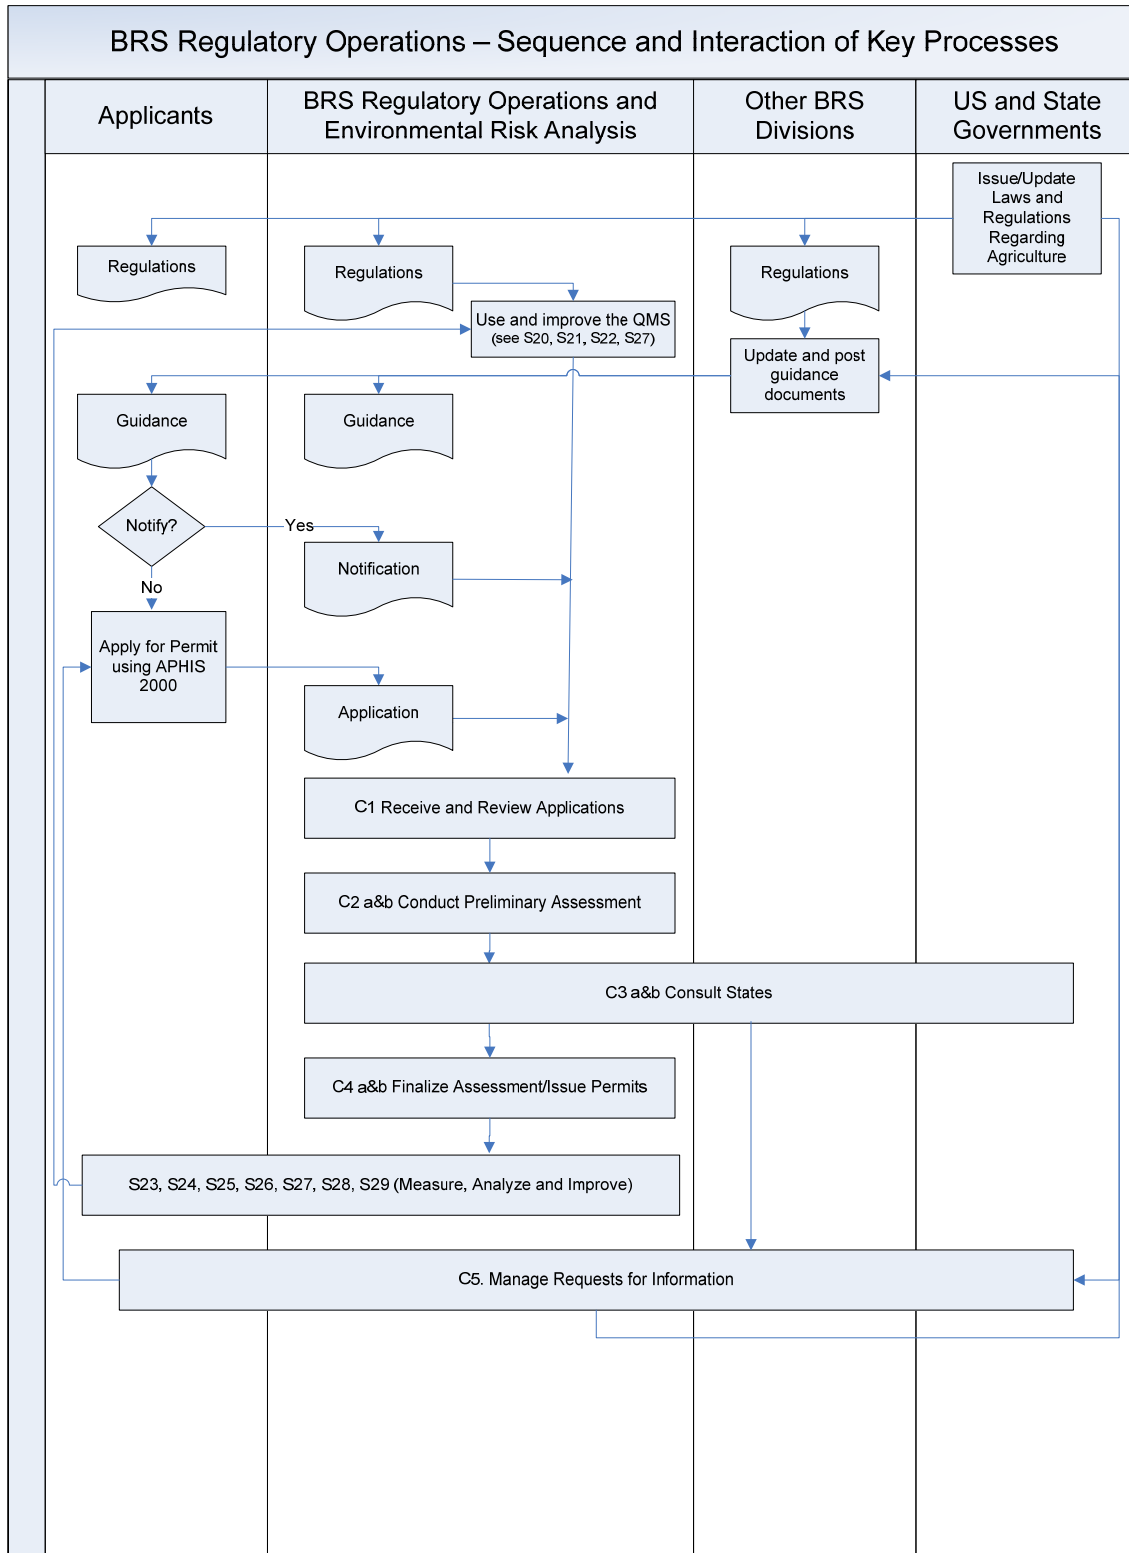 BRS Regulatory Operations – Sequence and Interaction of Key Processes
Applicants
BRS Regulatory Operations and
Environmental Risk Analysis
Other BRS
Divisions
US and State
Governments
Issue/Update
Laws and
Regulations
Regarding
Agriculture
Regulations
Regulations
Regulations
Use and improve the QMS
(see S20, S21, S22, S27)
Update and post
guidance
documents
Guidance
Guidance
Notify?
Yes
Notification
No
Apply for Permit
using APHIS
2000
Application
C1 Receive and Review Applications
C2 a&b Conduct Preliminary Assessment
C3 a&b Consult States
C4 a&b Finalize Assessment/Issue Permits
S23, S24, S25, S26, S27, S28, S29 (Measure, Analyze and Improve)
C5. Manage Requests for Information